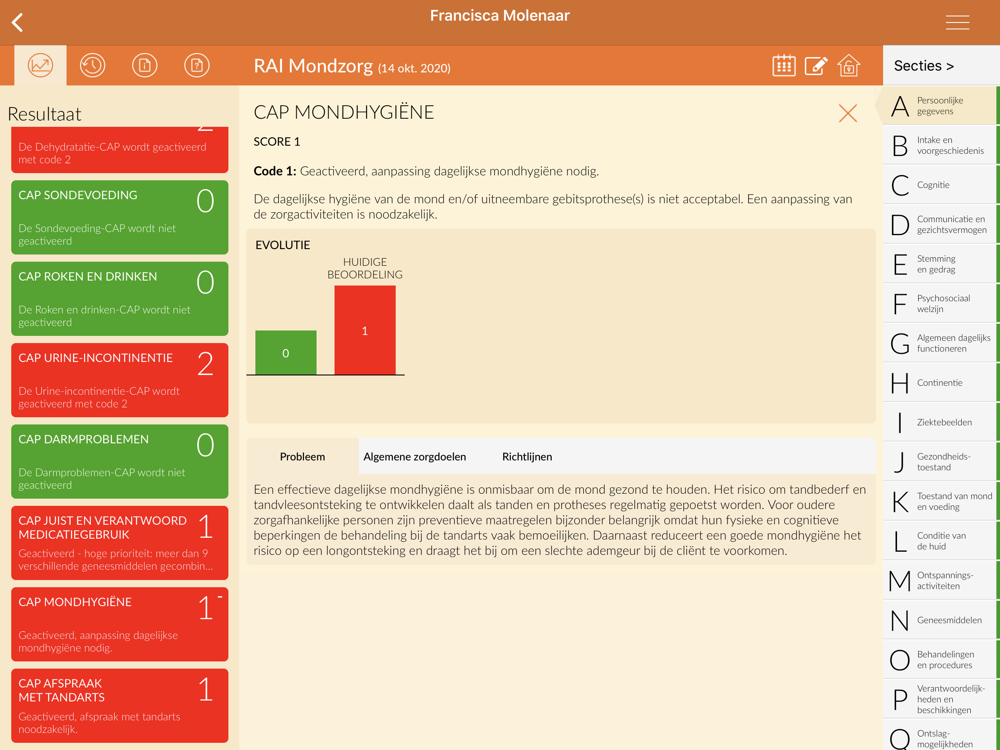 Francisca Molenaar
RAI Mondzorg (14 okt. 2020)
Secties >
Resultaat
2
De Dehydratatie-CAP wordt geactiveerd
met code 2
CAP SONDEVOEDING
0
De Sondevoeding-CAP wordt niet
geactiveerd
CAP ROKEN EN DRINKEN
0
De Roken en drinken-CAP wordt niet
geactiveerd
CAP URINE-INCONTINENTIE
2
De Urine-incontinentie-CAP wordt
geactiveerd met code 2
CAP DARMPROBLEMEN
0
De Darmproblemen-CAP wordt niet
geactiveerd
CAP JUIST EN VERANTWOORD
MEDICATIEGEBRUIK
1
Geactiveerd - hoge prioriteit: meer dan 9
verschillende geneesmiddelen gecombin...
CAP MONDHYGIËNE
1 -
Geactiveerd, aanpassing dagelijkse
mondhygiëne nodig.
CAP AFSPRAAK
MET TANDARTS
1
Geactiveerd, afspraak met tandarts
noodzakelijk.
CAP MONDHYGIËNE
SCORE 1
Code 1: Geactiveerd, aanpassing dagelijkse mondhygiëne nodig.
De dagelijkse hygiëne van de mond en/of uitneembare gebitsprothese(s) is niet acceptabel. Een aanpassing van
de zorgactiviteiten is noodzakelijk.
EVOLUTIE
HUIDIGE
BEOORDELING
0
1
Probleem
Algemene zorgdoelen
Richtlijnen
Een effectieve dagelijkse mondhygiëne is onmisbaar om de mond gezond te houden. Het risico om tandbederf en
tandvleesontsteking te ontwikkelen daalt als tanden en protheses regelmatig gepoetst worden. Voor oudere
zorgafhankelijke personen zijn preventieve maatregelen bijzonder belangrijk omdat hun fysieke en cognitieve
beperkingen de behandeling bij de tandarts vaak bemoeilijken. Daarnaast reduceert een goede mondhygiëne het
risico op een longontsteking en draagt het bij om een slechte ademgeur bij de cliënt te voorkomen.
A
Persoonlijke
gegevens
B
Intake en
voorgeschiedenis
C
Cognitie
D
Communicatie en
gezichtsvermogen
E
Stemming
en gedrag
F
Psychosociaal
welzijn
G
Algemeen dagelijks
functioneren
H
Continentie
I
Ziektebeelden
J
Gezondheids-
toestand
K
Toestand van mond
en voeding
L
Conditie van
de huid
M
Ontspannings-
activiteiten
N
Geneesmiddelen
O
Behandelingen
en procedures
P
Verantwoordelijk-
heden en
beschikkingen
Q
Ontslag-
mogelijkheden